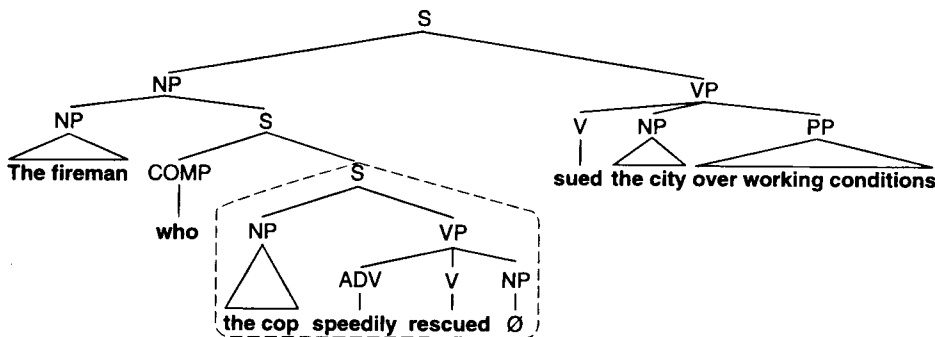 S
NP VP
NP S V NP PP
The fireman COMP S sued the city over working conditions
who NP VP
ADV V NP
the cop speedily rescued Ø